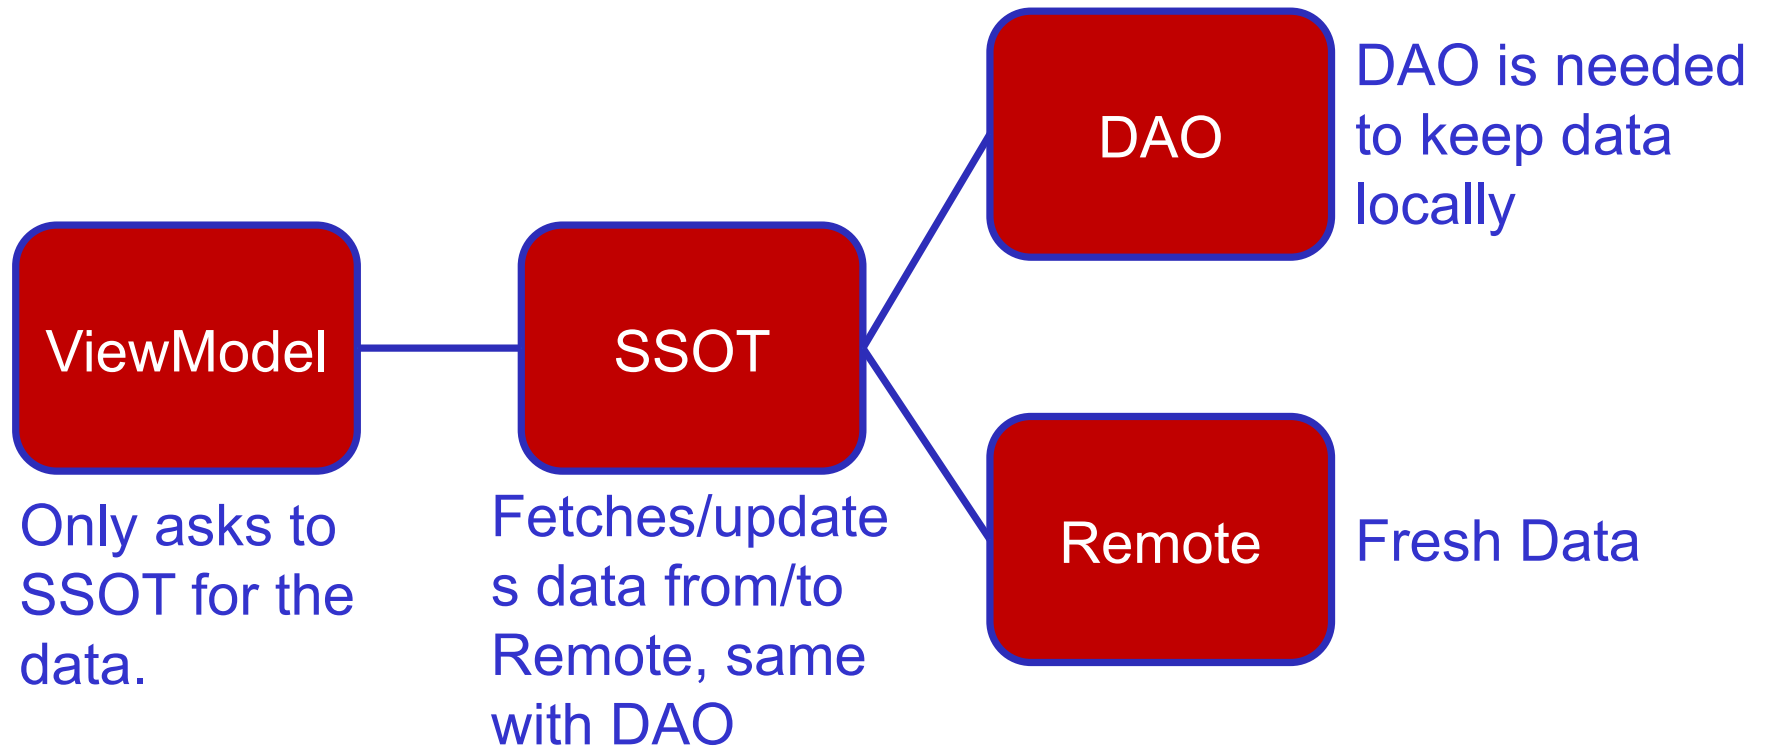 DAO
DAO is needed
to keep data
locally
ViewModel
Only asks to
SSOT for the
data.
SSOT
Fetches/update
s data from/to
Remote, same
with DAO
Remote
Fresh Data